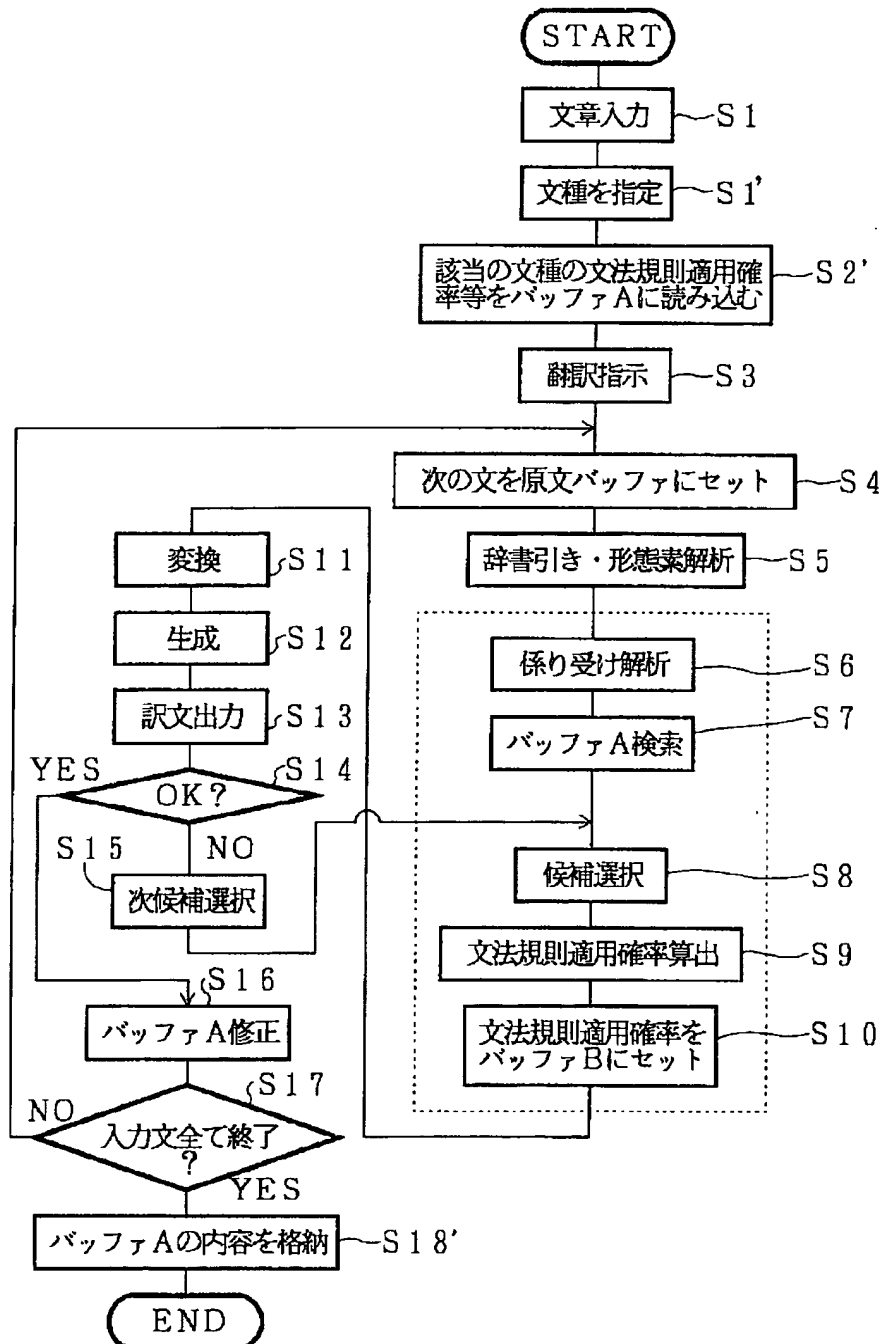 START
文章入力
S1
文種を指定
S1'
該当の文種の文法規則適用確
率等をバッファAに読み込む
S2'
翻訳指示
S3
次の文を原文バッファにセット
S4
辞書引き・形態素解析
S5
係り受け解析
S6
バッファA検索
S7
候補選択
S8
文法規則適用確率算出
S9
文法規則適用確率を
バッファBにセット
S10
変換
S11
生成
S12
訳文出力
S13
YES
OK?
S14
NO
S15
次候補選択
S16
バッファA修正
S17
NO
入力文全て終了
?
YES
バッファAの内容を格納
S18'
END